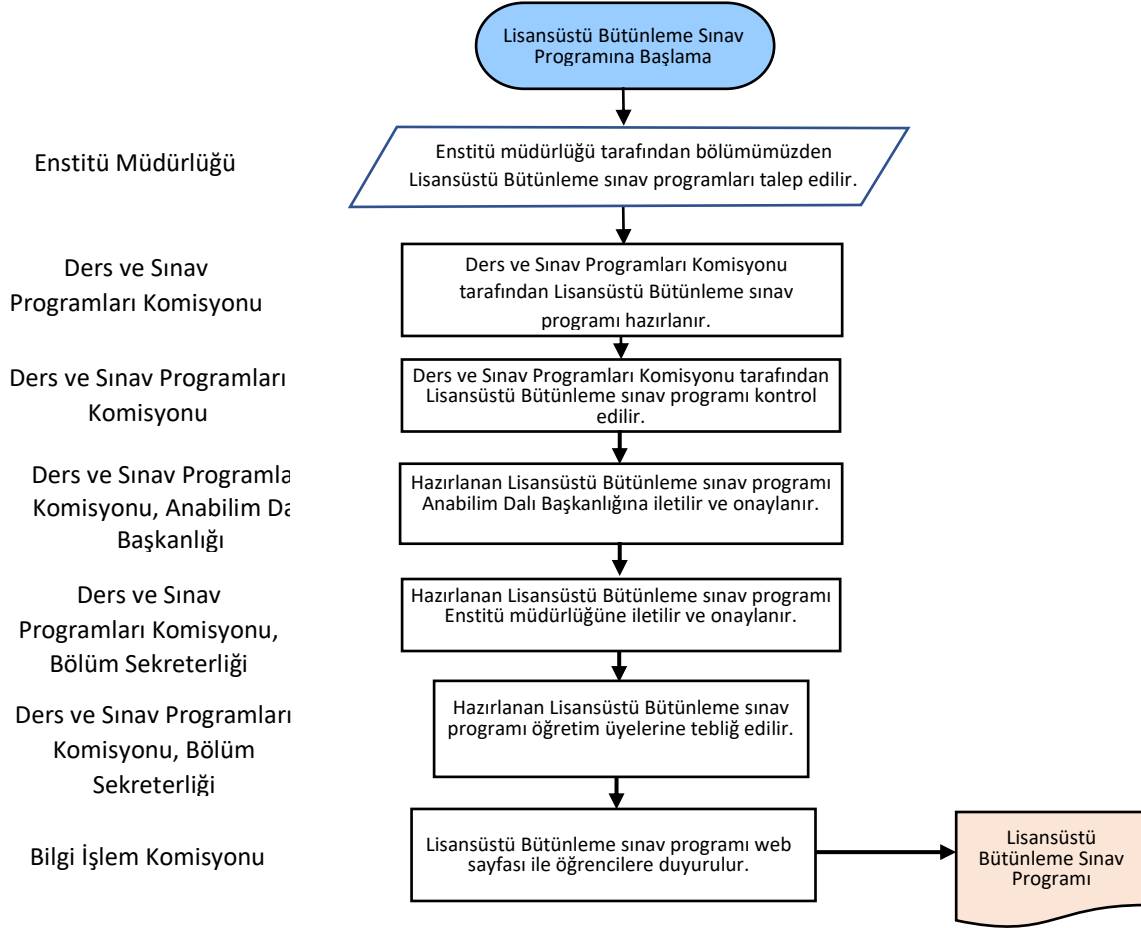 Lisansüstü Bütünleme Sınav
Programına Başlama
Enstitü Müdürlüğü
Enstitü müdürlüğü tarafından bölümümüzden
Lisansüstü Bütünleme sınav programları talep edilir.
Ders ve Sınav
Programları Komisyonu
Ders ve Sınav Programları Komisyonu
tarafından Lisansüstü Bütünleme sınav
programı hazırlanır.
Ders ve Sınav Programları
Komisyonu
Ders ve Sınav Programları Komisyonu tarafından
Lisansüstü Bütünleme sınav programı kontrol
edilir.
Ders ve Sınav Programla
Komisyonu, Anabilim Da
Başkanlığı
Hazırlanan Lisansüstü Bütünleme sınav programı
Anabilim Dalı Başkanlığına iletilir ve onaylanır.
Ders ve Sınav
Programları Komisyonu,
Bölüm Sekreterliği
Hazırlanan Lisansüstü Bütünleme sınav programı
Enstitü müdürlüğüne iletilir ve onaylanır.
Ders ve Sınav Programları
Komisyonu, Bölüm
Sekreterliği
Hazırlanan Lisansüstü Bütünleme sınav
programı öğretim üyelerine tebliğ edilir.
Bilgi İşlem Komisyonu
Lisansüstü Bütünleme sınav programı web
sayfası ile öğrencilere duyurulur.
Lisansüstü
Bütünleme Sınav
Programı